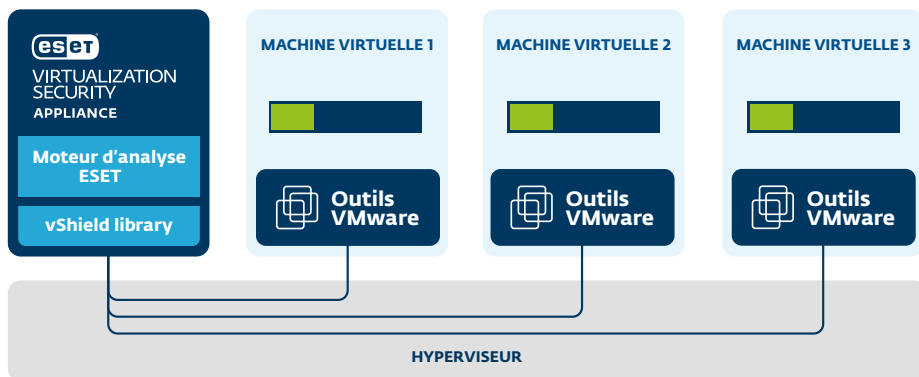 eseT
VIRTUALIZATION
SECURITY
APPLIANCE
Moteur d'analyse
ESET
vShield library
MACHINE VIRTUELLE 1
Outils
VMware
MACHINE VIRTUELLE 2
Outils
VMware
MACHINE VIRTUELLE 3
Outils
VMware
HYPERVISEUR